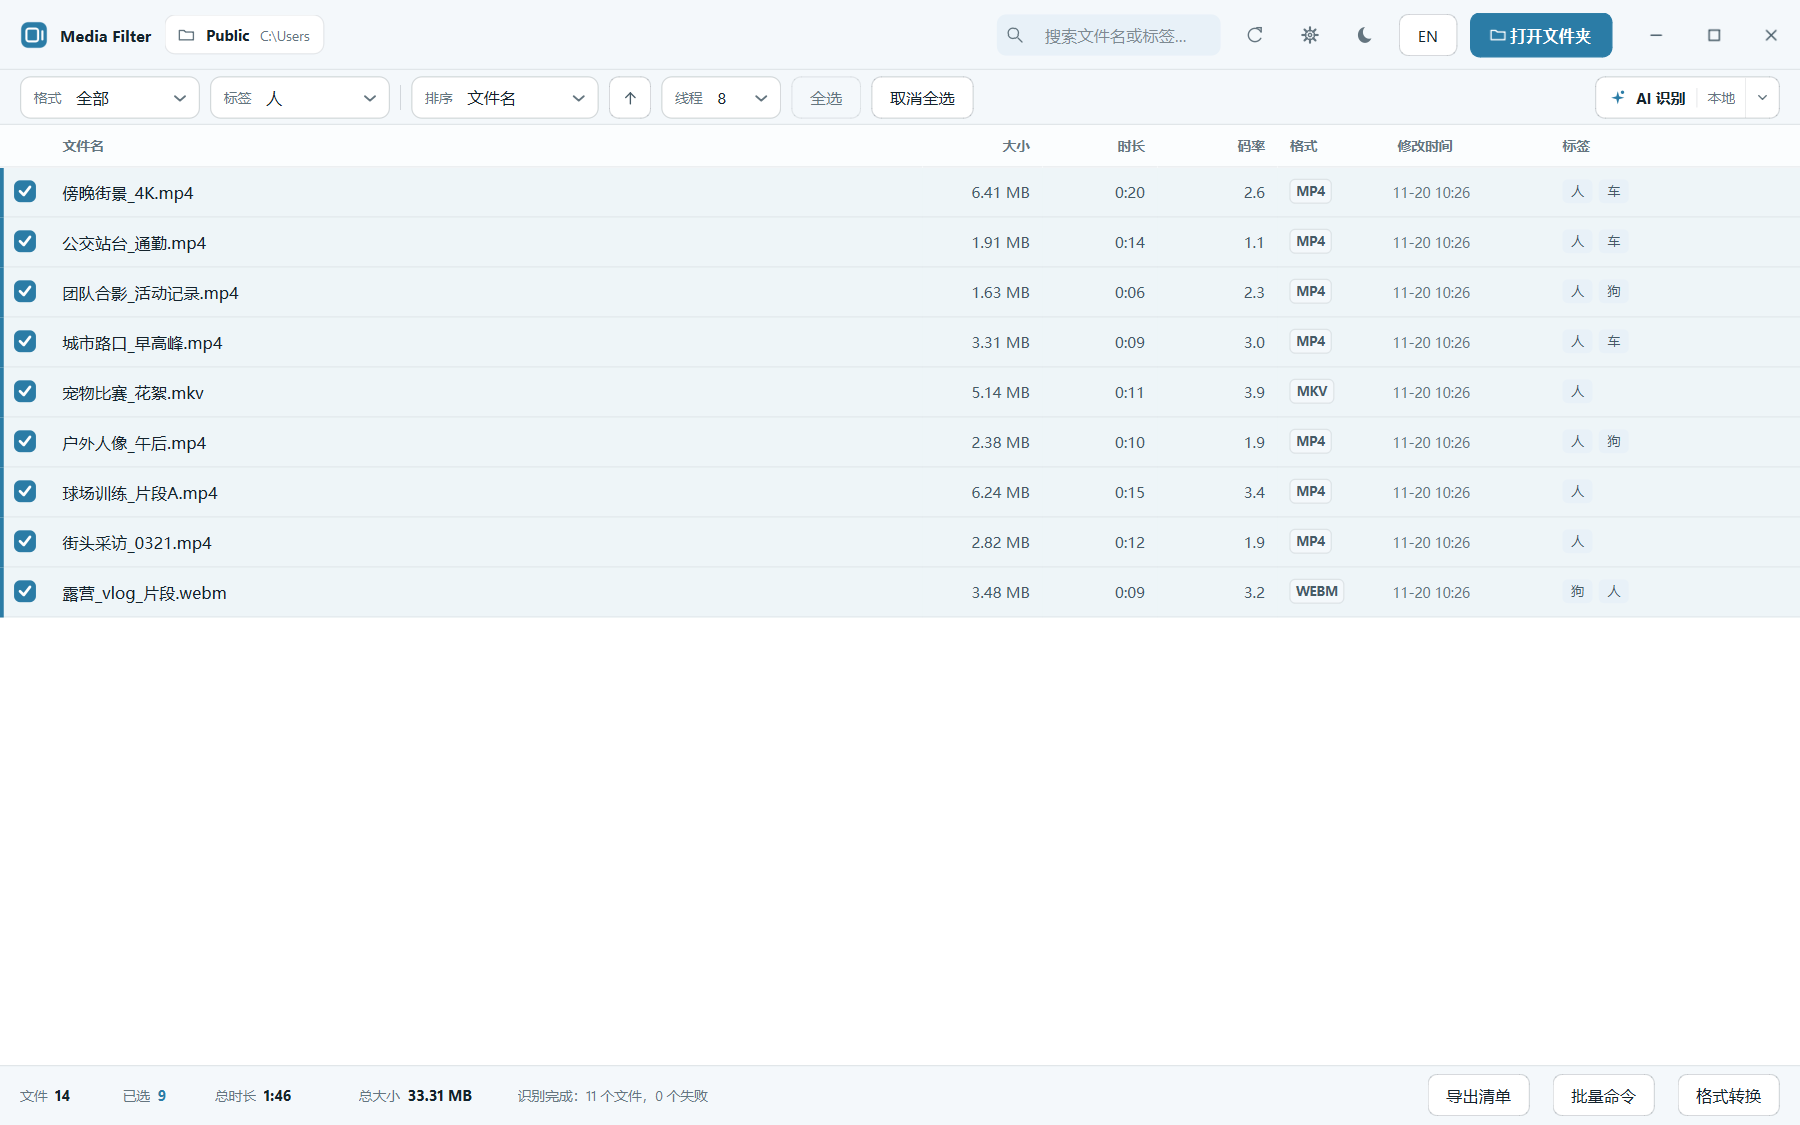 Media Filter Public C:\Users 搜索文件名或标签... EN 打开文件夹
格式 全部 标签 人 排序 文件名 线程 8 全选 取消全选 AI 识别 本地
文件名 大小 时长 码率 格式 修改时间 标签
傍晚街景_4K.mp4 6.41 MB 0:20 2.6 MP4 11-20 10:26 人 车
公交站台_通勤.mp4 1.91 MB 0:14 1.1 MP4 11-20 10:26 人 车
团队合影_活动记录.mp4 1.63 MB 0:06 2.3 MP4 11-20 10:26 人 狗
城市路口_早高峰.mp4 3.31 MB 0:09 3.0 MP4 11-20 10:26 人 车
宠物比赛_花絮.mkv 5.14 MB 0:11 3.9 MKV 11-20 10:26 人
户外人像_午后.mp4 2.38 MB 0:10 1.9 MP4 11-20 10:26 人 狗
球场训练_片段A.mp4 6.24 MB 0:15 3.4 MP4 11-20 10:26 人
街头采访_0321.mp4 2.82 MB 0:12 1.9 MP4 11-20 10:26 人
露营_vlog_片段.webm 3.48 MB 0:09 3.2 WEBM 11-20 10:26 狗 人
文件 14 已选 9 总时长 1:46 总大小 33.31 MB 识别完成：11 个文件，0 个失败 导出清单 批量命令 格式转换